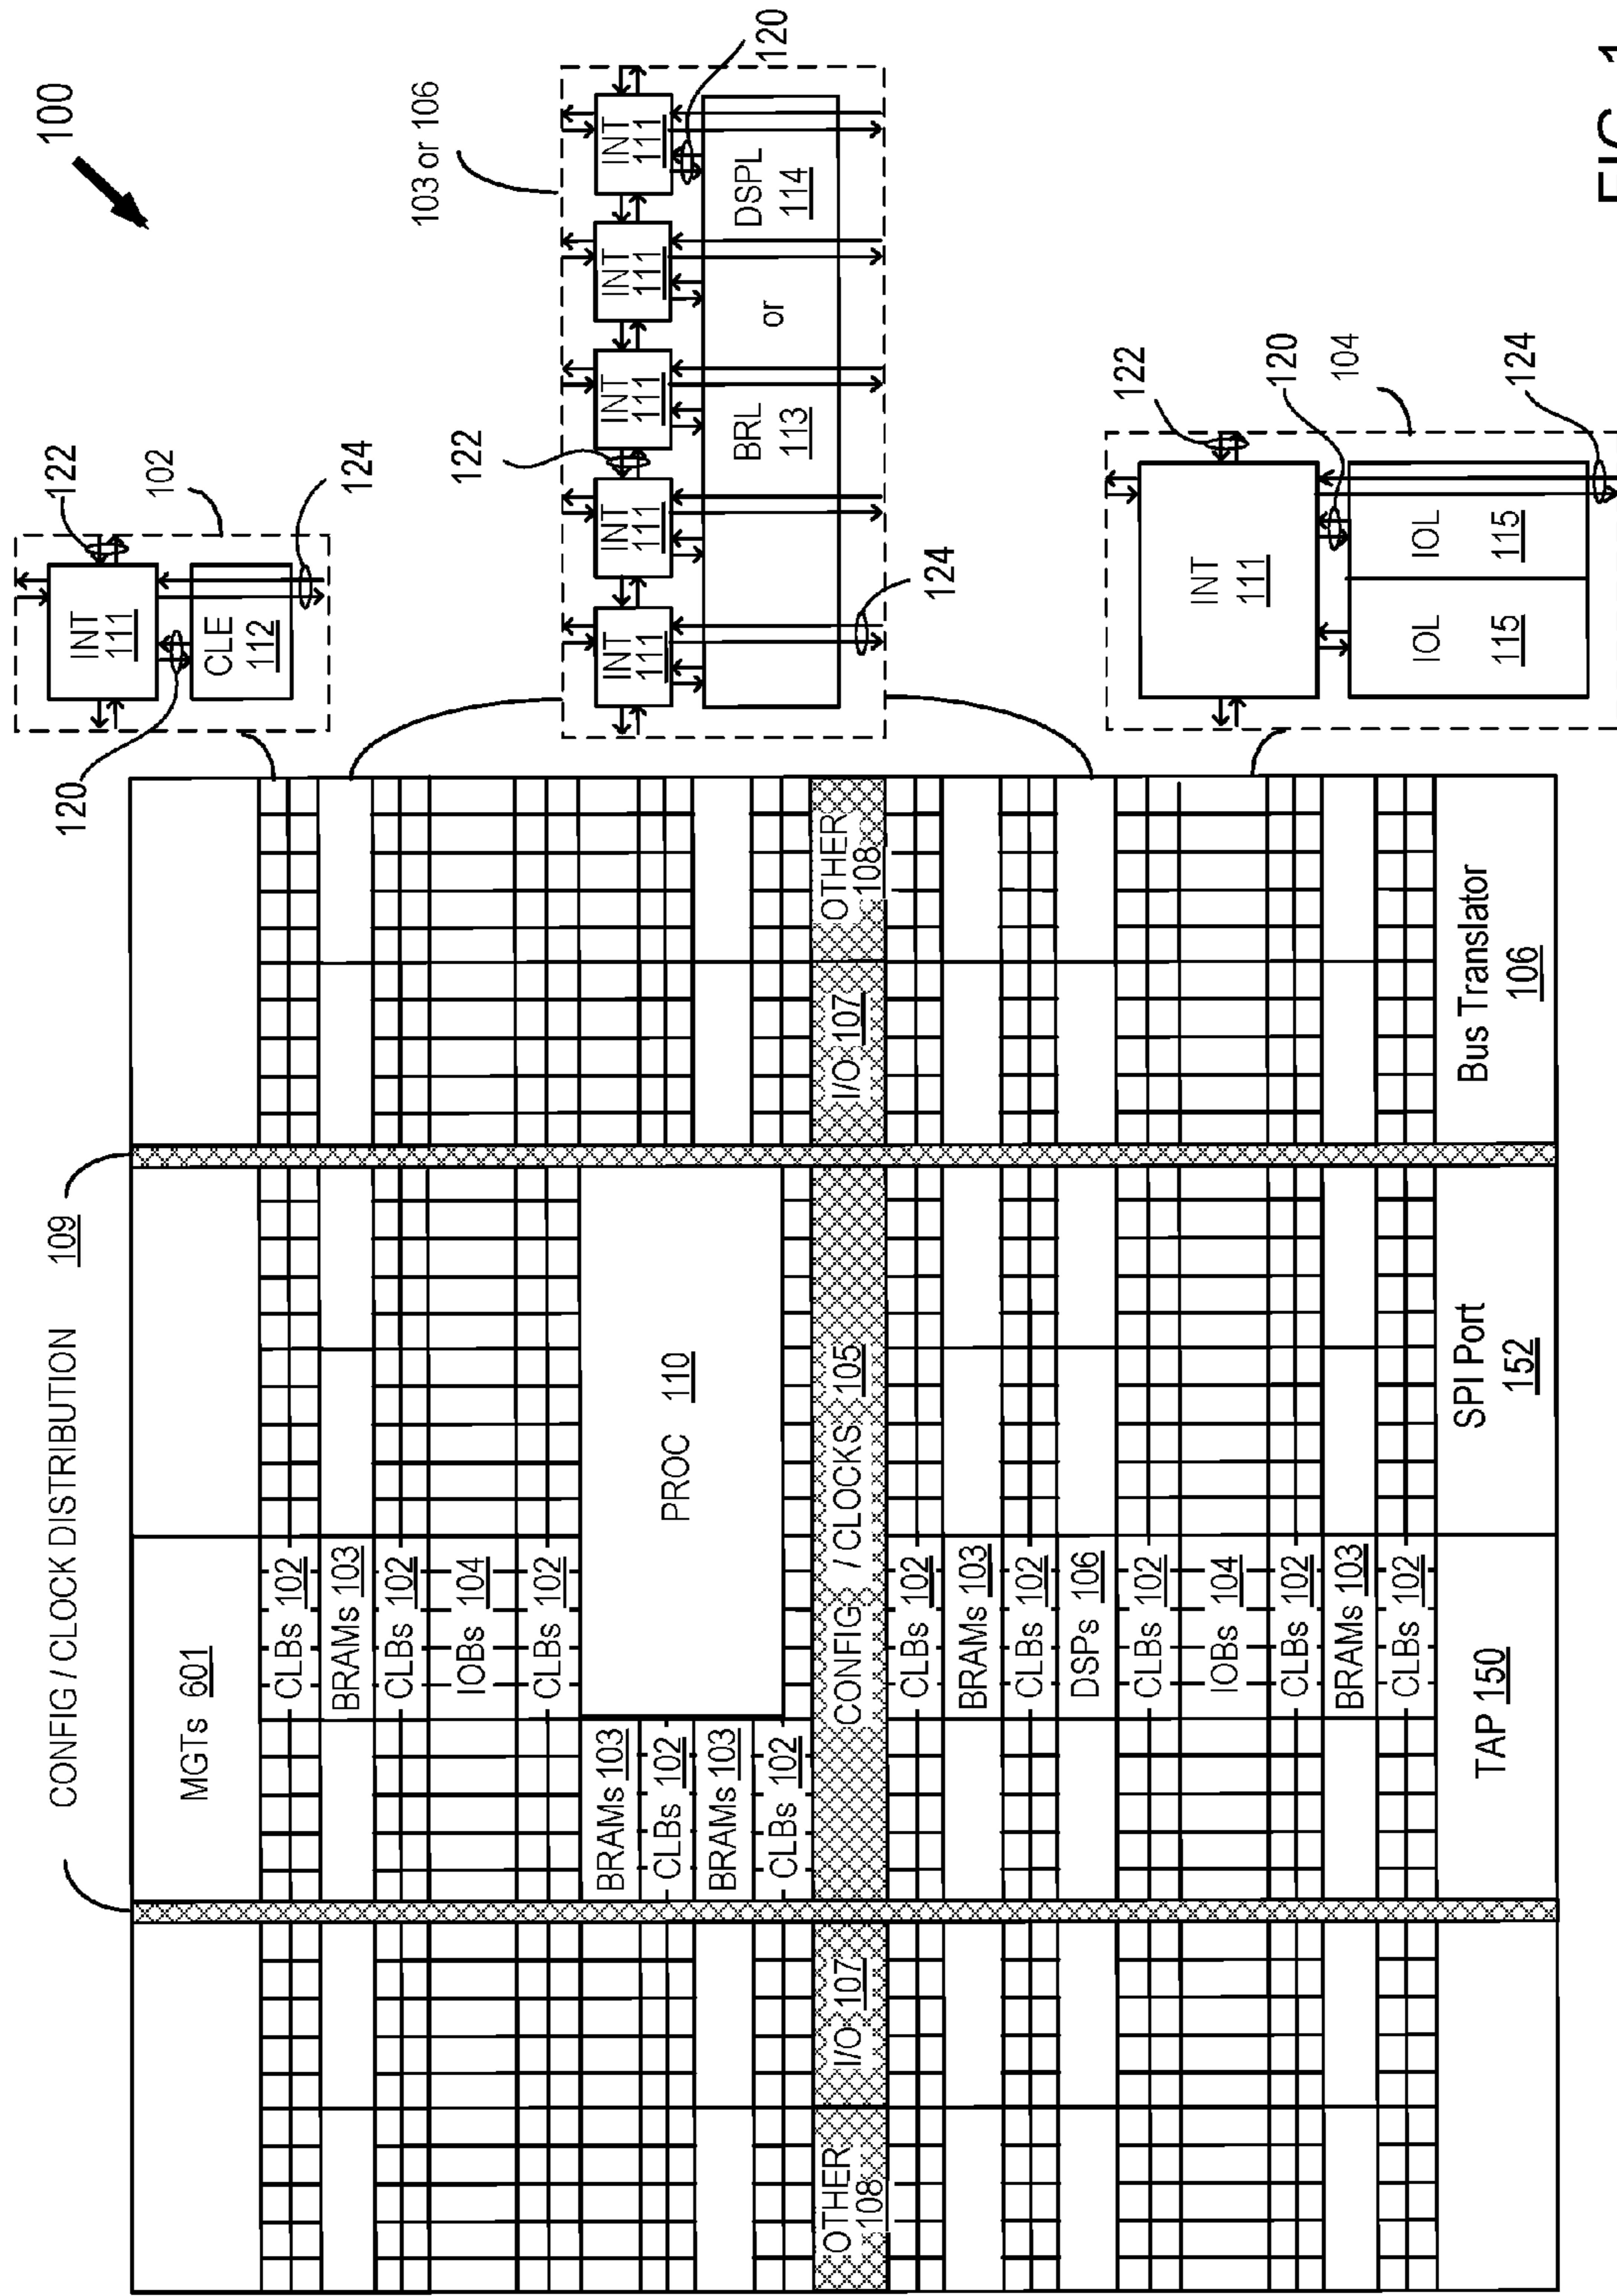 100
CONFIG / CLOCK DISTRIBUTION 109
MGTs 601
CLBs 102
BRAMs 103
CLBs 102
IOBs 104
CLBs 102
BRAMs 103
CLBs 102
BRAMs 103
CLBs 102
PROC 110
OTHER
108
I/O 107
CONFIG / CLOCKS 105
I/O 107
OTHER
108
CLBs 102
BRAMs 103
CLBs 102
DSPs 106
CLBs 102
IOBs 104
CLBs 102
BRAMs 103
CLBs 102
TAP 150
SPI Port
152
Bus Translator
106
120
INT
111
CLE
112
122
102
124
103 or 106
INT
111
INT
111
INT
111
INT
111
INT
111
122
120
BRL
113
or
DSPL
114
124
INT
111
IOL
115
IOL
115
122
120
104
124
FIG. 1